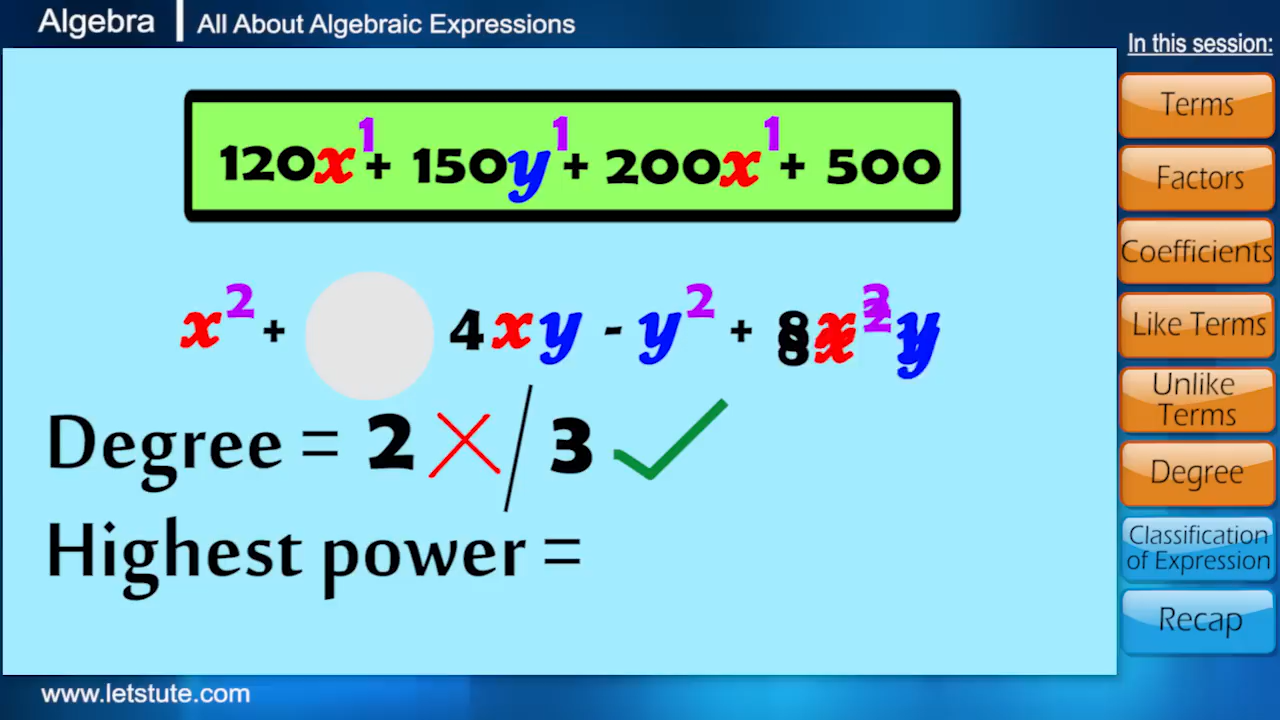 Algebra | All About Algebraic Expressions
In this session:
120x¹ + 150y¹ + 200x¹ + 500
x² + 4xy - y² + 8x²y
Degree = 2 X / 3 ✓
Highest power =
Terms
Factors
Coefficients
Like Terms
Unlike
Terms
Degree
Classification
of Expression
Recap
www.letstute.com